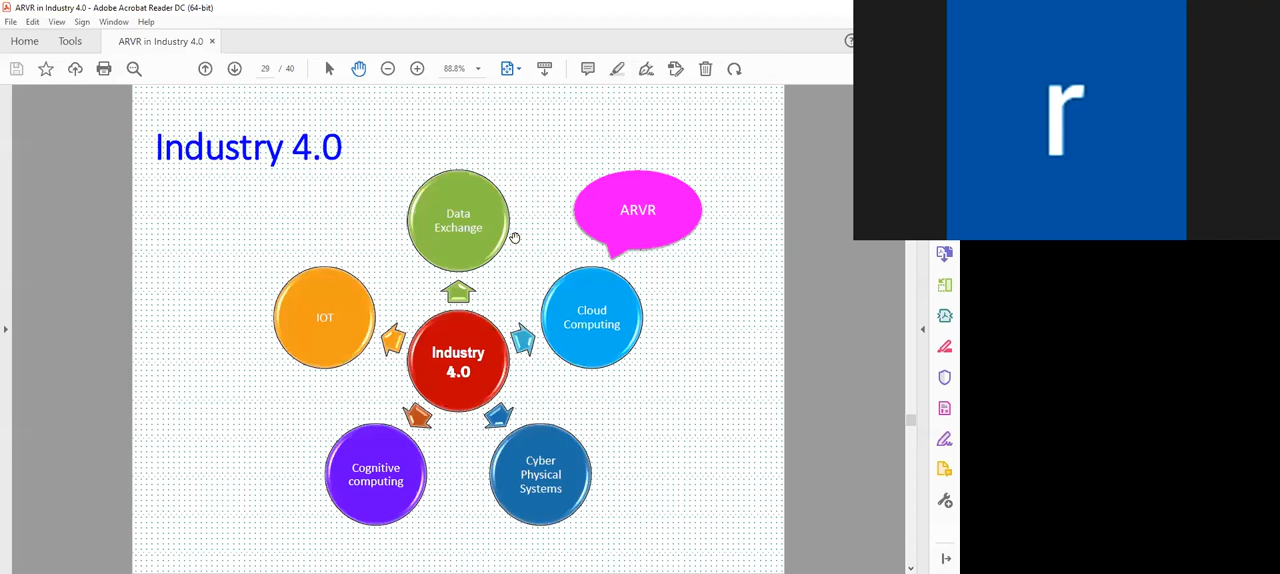 ARVR in Industry 4.0 - Adobe Acrobat Reader DC (64-bit)
File Edit View Sign Window Help
Home Tools ARVR in Industry 4.0 ×
29 / 40 88.8%
Industry 4.0
Data
Exchange
ARVR
IOT
Cloud
Computing
Industry
4.0
Cognitive
computing
Cyber
Physical
Systems
r